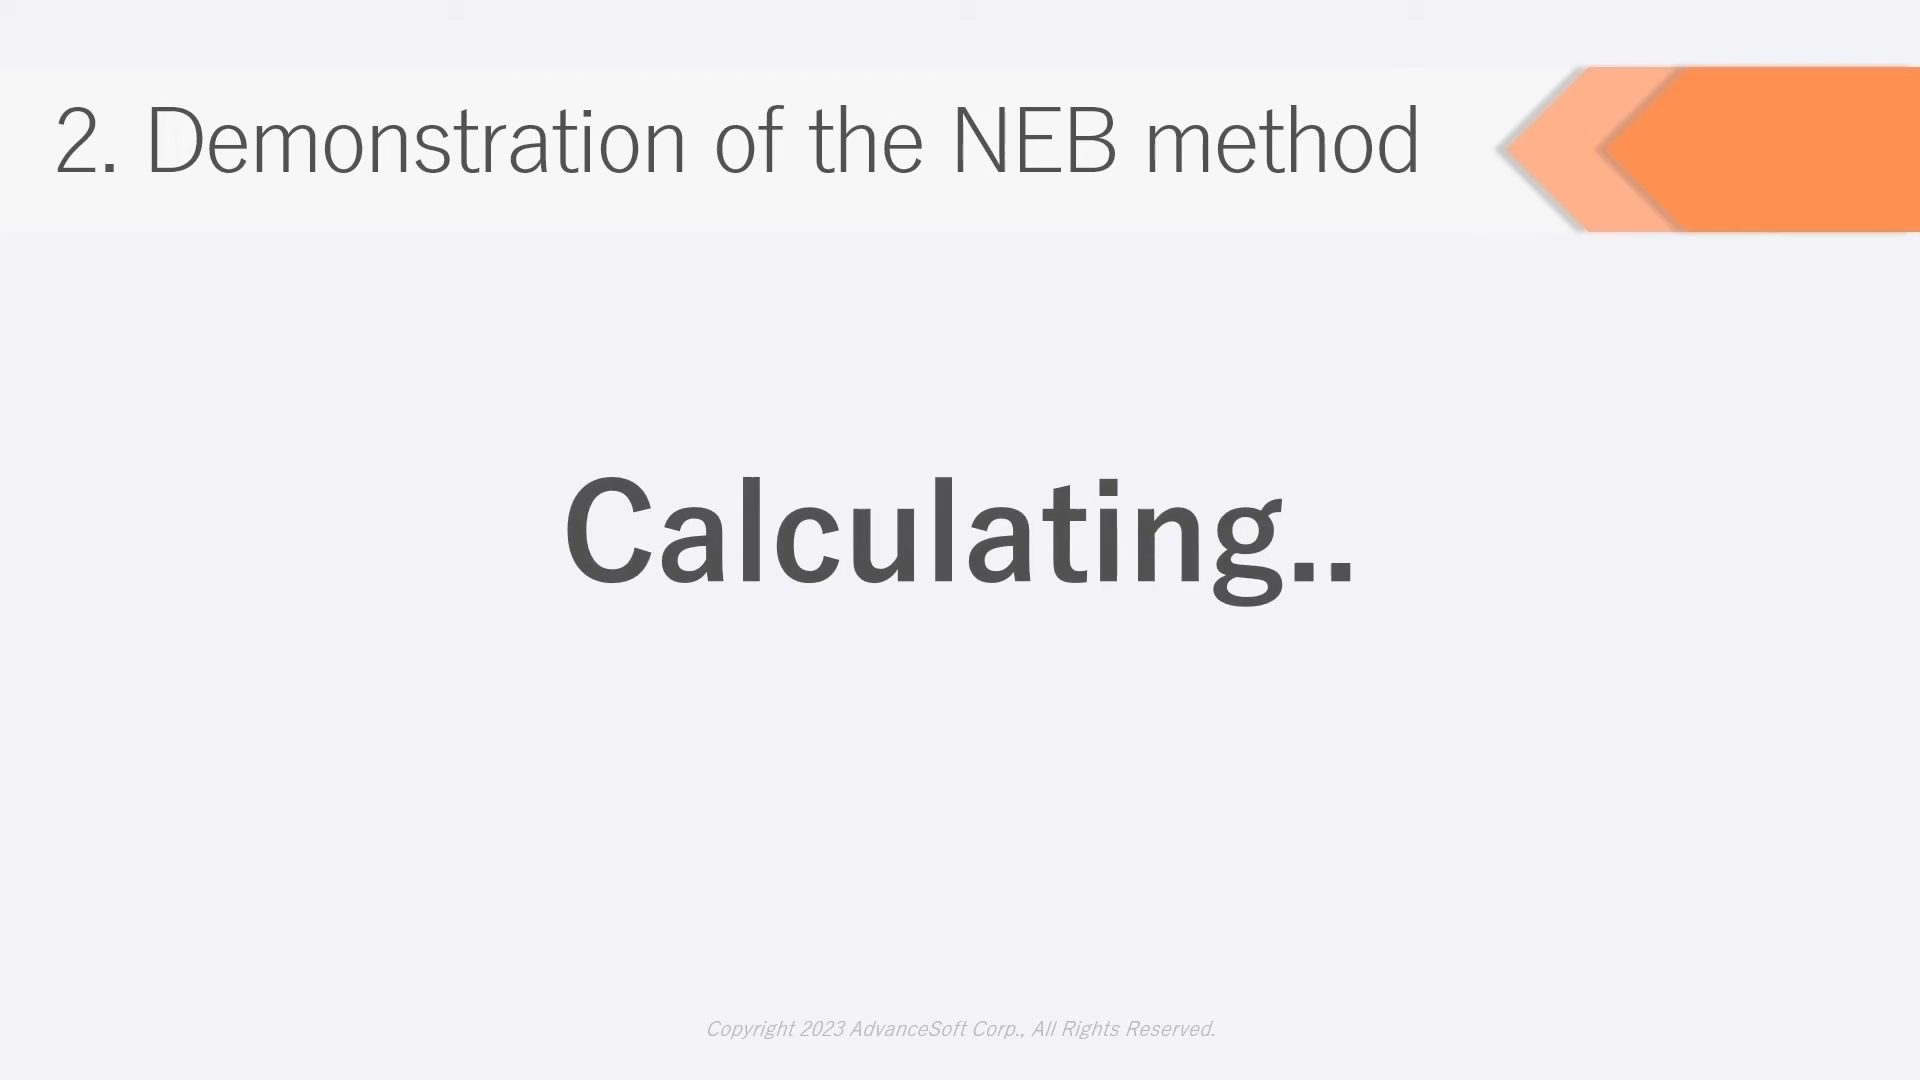 2. Demonstration of the NEB method
Calculating..
Copyright 2023 AdvanceSoft Corp., All Rights Reserved.